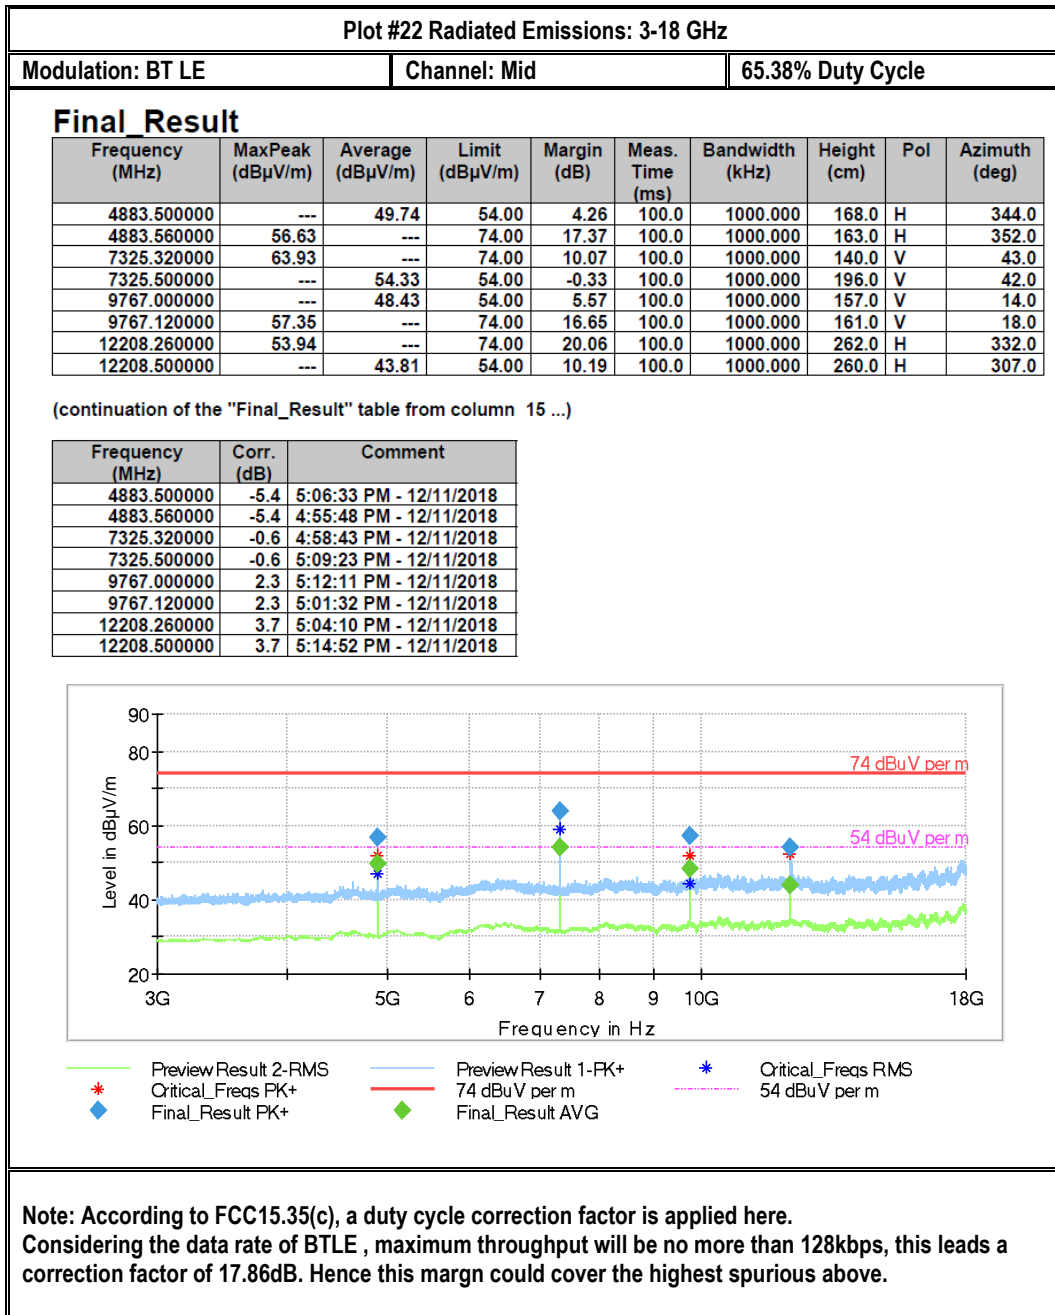 Plot #22 Radiated Emissions: 3-18 GHz
Modulation: BT LE Channel: Mid 65.38% Duty Cycle
Final_Result
Frequency (MHz) MaxPeak (dBµV/m) Average (dBµV/m) Limit (dBµV/m) Margin (dB) Meas. Time (ms) Bandwidth (kHz) Height (cm) Pol Azimuth (deg)
4883.500000 --- 49.74 54.00 4.26 100.0 1000.000 168.0 H 344.0
4883.560000 56.63 --- 74.00 17.37 100.0 1000.000 163.0 H 352.0
7325.320000 63.93 --- 74.00 10.07 100.0 1000.000 140.0 V 43.0
7325.500000 --- 54.33 54.00 -0.33 100.0 1000.000 196.0 V 42.0
9767.000000 --- 48.43 54.00 5.57 100.0 1000.000 157.0 V 14.0
9767.120000 57.35 --- 74.00 16.65 100.0 1000.000 161.0 V 18.0
12208.260000 53.94 --- 74.00 20.06 100.0 1000.000 262.0 H 332.0
12208.500000 --- 43.81 54.00 10.19 100.0 1000.000 260.0 H 307.0
(continuation of the "Final_Result" table from column 15 ...)
Frequency (MHz) Corr. (dB) Comment
4883.500000 -5.4 5:06:33 PM - 12/11/2018
4883.560000 -5.4 4:55:48 PM - 12/11/2018
7325.320000 -0.6 4:58:43 PM - 12/11/2018
7325.500000 -0.6 5:09:23 PM - 12/11/2018
9767.000000 2.3 5:12:11 PM - 12/11/2018
9767.120000 2.3 5:01:32 PM - 12/11/2018
12208.260000 3.7 5:04:10 PM - 12/11/2018
12208.500000 3.7 5:14:52 PM - 12/11/2018
Level in dBµV/m
90
80
60
40
20
74 dBuV per m
54 dBuV per m
3G 5G 6 7 8 9 10G 18G
Frequency in Hz
Preview Result 2-RMS Preview Result 1-PK+ Critical_Freqs RMS
Critical_Freqs PK+ 74 dBuV per m 54 dBuV per m
Final_Result PK+ Final_Result AVG
Note: According to FCC15.35(c), a duty cycle correction factor is applied here.
Considering the data rate of BTLE , maximum throughput will be no more than 128kbps, this leads a
correction factor of 17.86dB. Hence this margn could cover the highest spurious above.